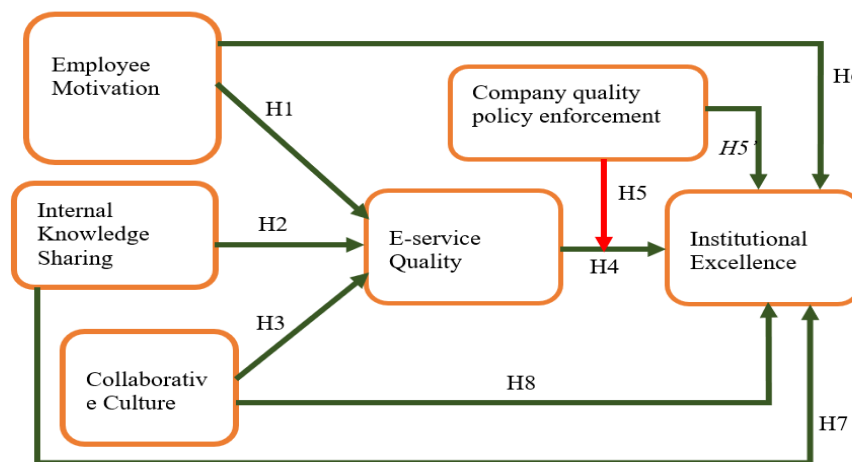 Employee
Motivation
H1
Company quality
policy enforcement
H6
H5’
Internal
Knowledge
Sharing
H2
E-service
Quality
H5
H4
Institutional
Excellence
H3
Collaborativ
e Culture
H8
H7